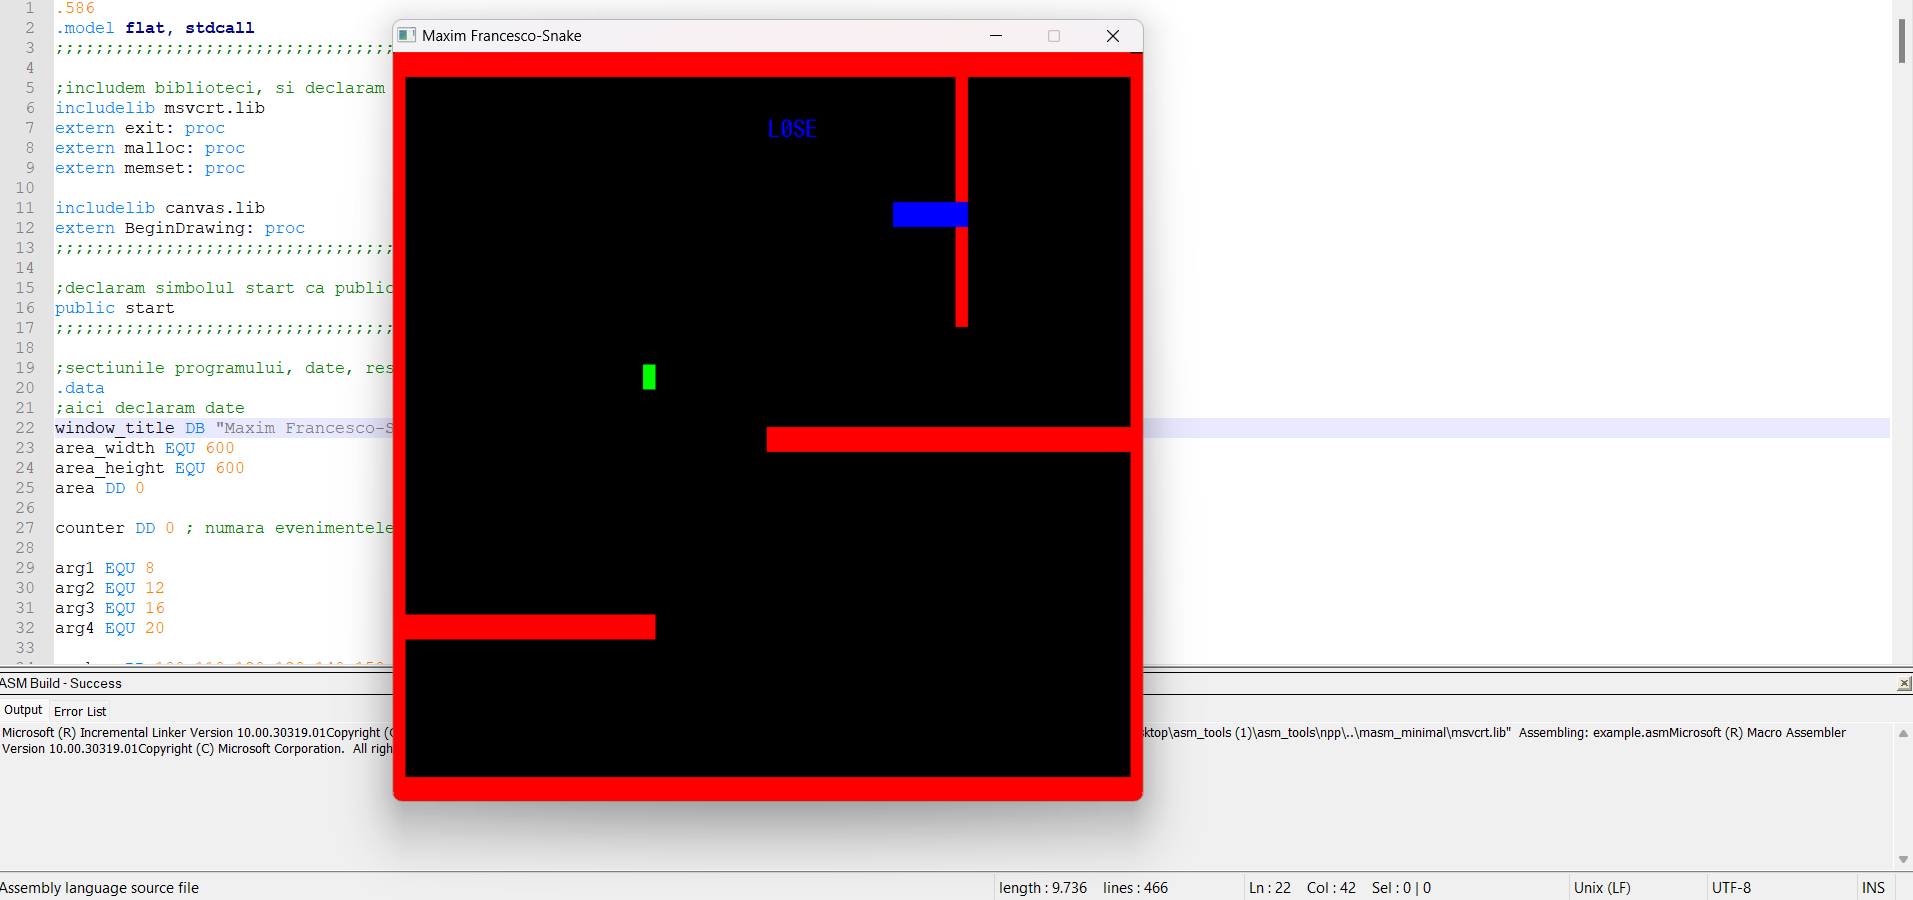 1 .586
2 .model flat, stdcall
3 ;;;;;;;;;;;;;;;;;;;;;;;;;;;;;;;;;;
4
5 ;includem biblioteci, si declaram
6 includelib msvcrt.lib
7 extern exit: proc
8 extern malloc: proc
9 extern memset: proc
10
11 includelib canvas.lib
12 extern BeginDrawing: proc
13 ;;;;;;;;;;;;;;;;;;;;;;;;;;;;;;;;;;
14
15 ;declaram simbolul start ca public
16 public start
17 ;;;;;;;;;;;;;;;;;;;;;;;;;;;;;;;;;;
18
19 ;sectiunile programului, date, res
20 .data
21 ;aici declaram date
22 window_title DB "Maxim Francesco-S
23 area_width EQU 600
24 area_height EQU 600
25 area DD 0
26
27 counter DD 0 ; numara evenimentele
28
29 arg1 EQU 8
30 arg2 EQU 12
31 arg3 EQU 16
32 arg4 EQU 20
33
Maxim Francesco-Snake
L0SE
ASM Build - Success
Output Error List
Microsoft (R) Incremental Linker Version 10.00.30319.01Copyright (C ktop\asm_tools (1)\asm_tools\npp\..\masm_minimal\msvcrt.lib" Assembling: example.asmMicrosoft (R) Macro Assembler
Version 10.00.30319.01Copyright (C) Microsoft Corporation. All righ
Assembly language source file length : 9.736 lines : 466 Ln : 22 Col : 42 Sel : 0 | 0 Unix (LF) UTF-8 INS